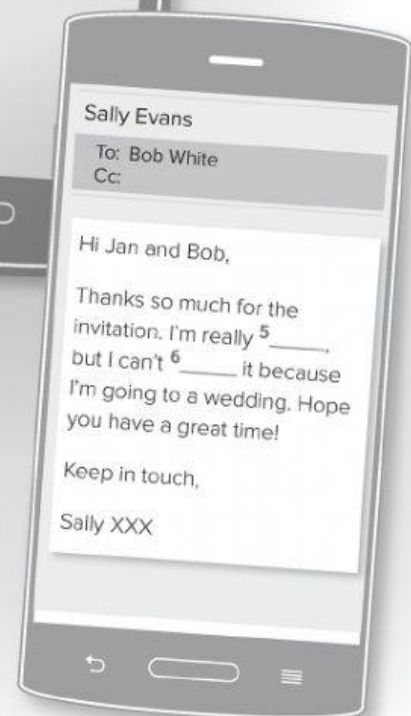 Sally Evans
To: Bob White
Cc:
Hi Jan and Bob,
Thanks so much for the
invitation. I'm really 5_____,
but I can't 6_____ it because
I'm going to a wedding. Hope
you have a great time!
Keep in touch,
Sally XXX